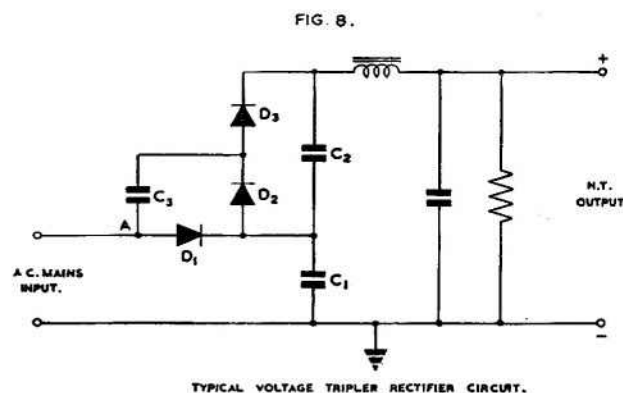 FIG. 8.
+
D3
C2
C3
D2
H.T.
OUTPUT
A
D1
A C. MAINS
INPUT.
C1
−
TYPICAL VOLTAGE TRIPLER RECTIFIER CIRCUIT.